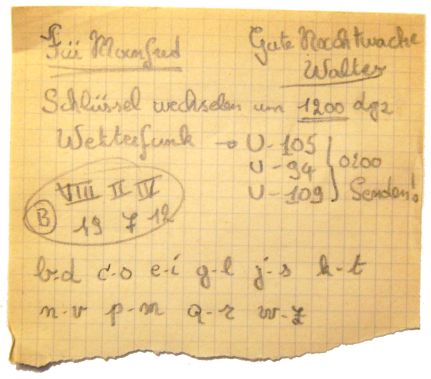 Für Manfred
Gute Nachtwache
Walter
Schlüssel wechseln um 1200 dgz
Wetterfunk → U-105
U-94
U-109
0200
Senden!
B
VIII II IV
19 7 12
b-d c-o e-i g-l j-s k-t
n-v p-m q-r w-z